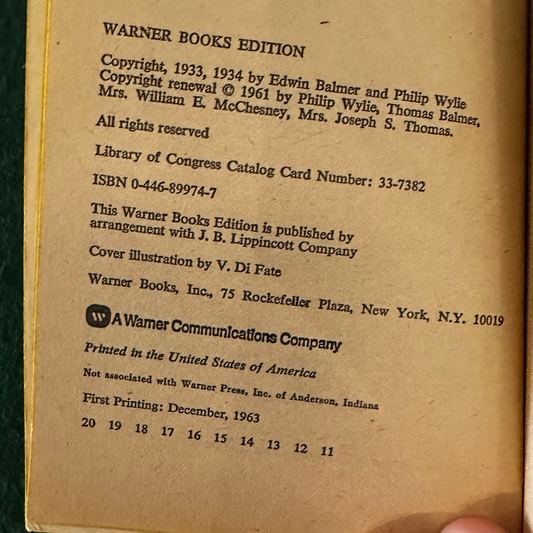 WARNER BOOKS EDITION
Copyright, 1933, 1934 by Edwin Balmer and Philip Wylie
Copyright renewal © 1961 by Philip Wylie, Thomas Balmer,
Mrs. William E. McChesney, Mrs. Joseph S. Thomas.
All rights reserved
Library of Congress Catalog Card Number: 33-7382
ISBN 0-446-89974-7
This Warner Books Edition is published by
arrangement with J. B. Lippincott Company
Cover illustration by V. Di Fate
Warner Books, Inc., 75 Rockefeller Plaza, New York, N.Y. 10019
W A Warner Communications Company
Printed in the United States of America
Not associated with Warner Press, Inc. of Anderson, Indiana
First Printing: December, 1963
20 19 18 17 16 15 14 13 12 11